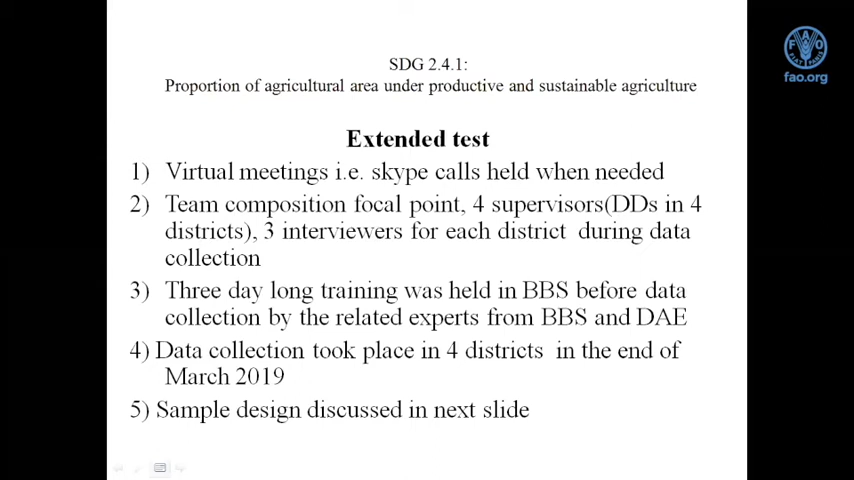 SDG 2.4.1:
Proportion of agricultural area under productive and sustainable agriculture
Extended test
1) Virtual meetings i.e. skype calls held when needed
2) Team composition focal point, 4 supervisors(DDs in 4
districts), 3 interviewers for each district during data
collection
3) Three day long training was held in BBS before data
collection by the related experts from BBS and DAE
4) Data collection took place in 4 districts in the end of
March 2019
5) Sample design discussed in next slide
F A O
FIAT PANIS
fao.org